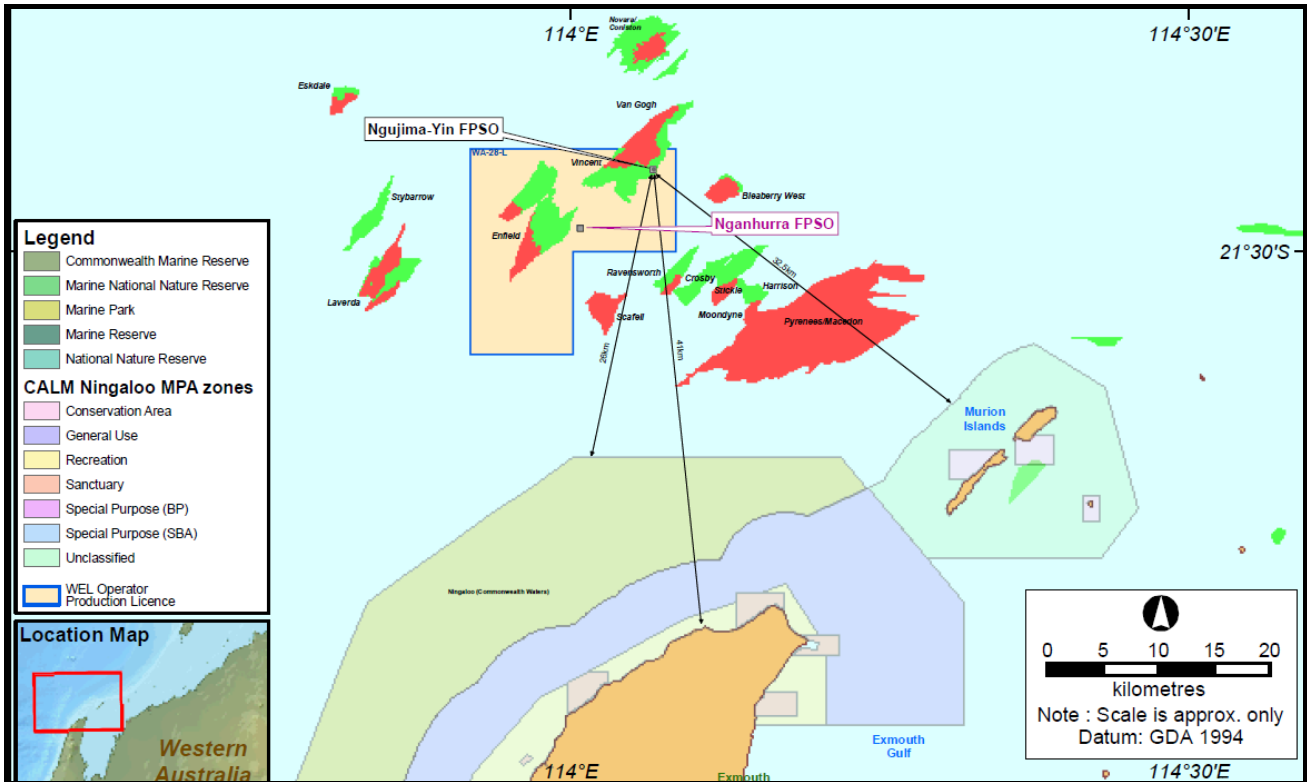 Novara/
Coniston
114°E
114°30'E
Eskdale
Van Gogh
Ngujima-Yin FPSO
WA-28-L
Vincent
Stybarrow
Bleaberry West
Enfield
Nganhurra FPSO
21°30'S
Ravensworth
Crosby
32.5km
Stickle
Harrison
Laverda
Scafell
Moondyne
Pyrenees/Macedon
26km
41km
Legend
Commonwealth Marine Reserve
Marine National Nature Reserve
Marine Park
Marine Reserve
National Nature Reserve
CALM Ningaloo MPA zones
Conservation Area
General Use
Recreation
Sanctuary
Special Purpose (BP)
Special Purpose (SBA)
Unclassified
WEL Operator
Production Licence
Murion
Islands
Ningaloo (Commonwealth Waters)
Location Map
Western
Australia
0 5 10 15 20
kilometres
Note : Scale is approx. only
Datum: GDA 1994
Exmouth
Gulf
114°E
Exmouth
114°30'E